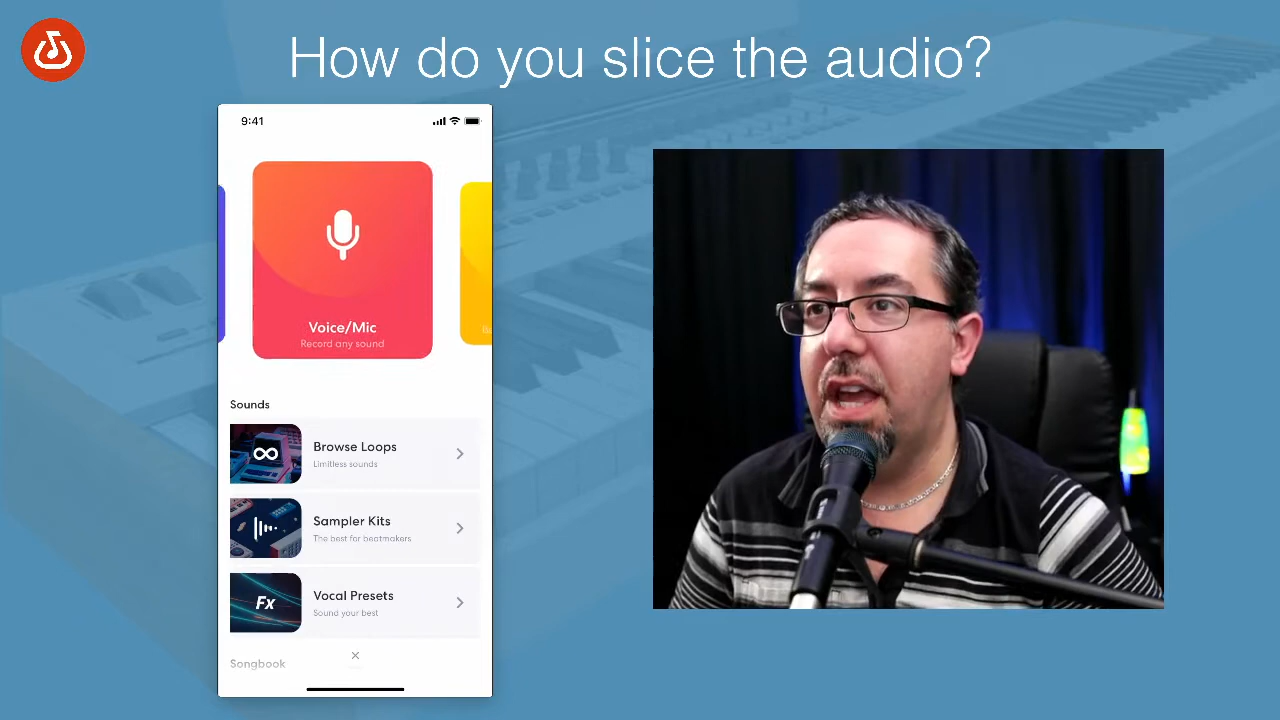 How do you slice the audio?
9:41
Voice/Mic
Record any sound
Sounds
Browse Loops
Limitless sounds
Sampler Kits
The best for beatmakers
Fx
Vocal Presets
Sound your best
Songbook